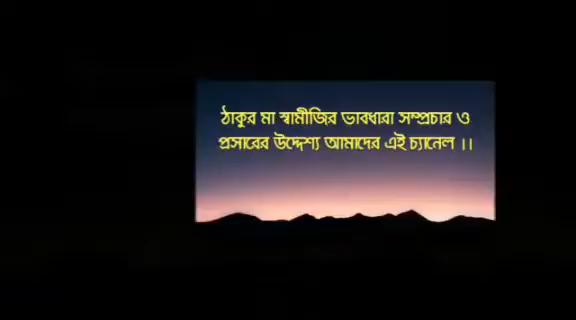 ঠাকুর মা স্বামীজির ভাবধারা সম্প্রচার ও
প্রসারের উদ্দেশ্য আমাদের এই চ্যানেল ।।